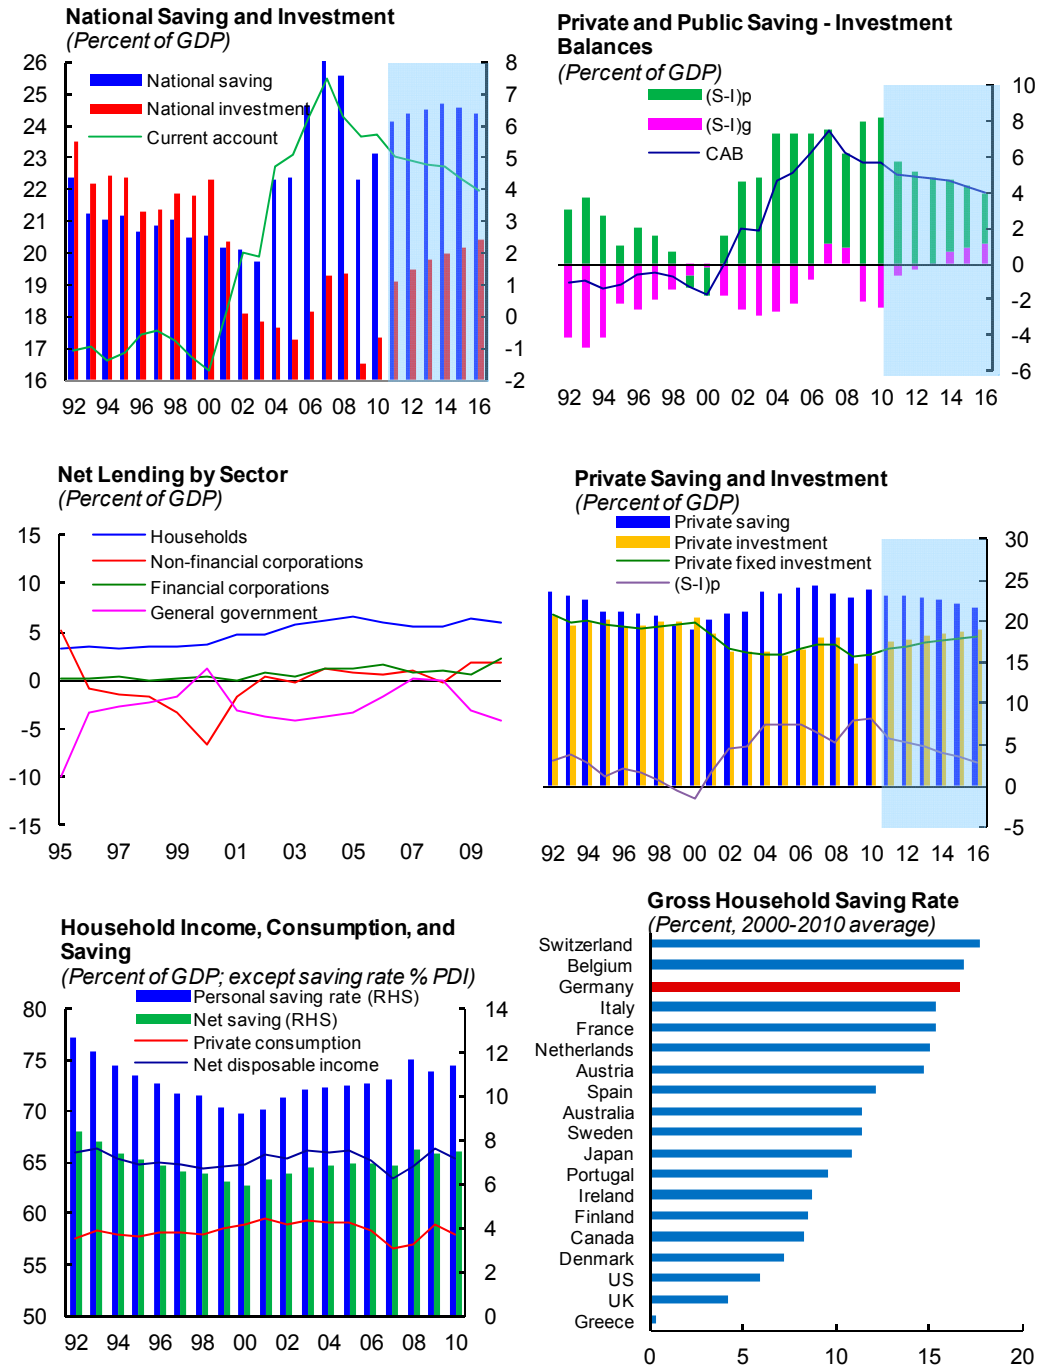 National Saving and Investment
(Percent of GDP)
26
25
24
23
22
21
20
19
18
17
16
8
7
6
5
4
3
2
1
0
-1
-2
National saving
National investment
Current account
92 94 96 98 00 02 04 06 08 10 12 14 16
Private and Public Saving - Investment
Balances
(Percent of GDP)
(S-I)p
(S-I)g
CAB
10
8
6
4
2
0
-2
-4
-6
92 94 96 98 00 02 04 06 08 10 12 14 16
Net Lending by Sector
(Percent of GDP)
15
10
5
0
-5
-10
-15
Households
Non-financial corporations
Financial corporations
General government
95 97 99 01 03 05 07 09
Private Saving and Investment
(Percent of GDP)
Private saving
Private investment
Private fixed investment
(S-I)p
30
25
20
15
10
5
0
-5
92 94 96 98 00 02 04 06 08 10 12 14 16
Household Income, Consumption, and
Saving
(Percent of GDP; except saving rate % PDI)
80
75
70
65
60
55
50
14
12
10
8
6
4
2
0
Personal saving rate (RHS)
Net saving (RHS)
Private consumption
Net disposable income
92 94 96 98 00 02 04 06 08 10
Gross Household Saving Rate
(Percent, 2000-2010 average)
Switzerland
Belgium
Germany
Italy
France
Netherlands
Austria
Spain
Australia
Sweden
Japan
Portugal
Ireland
Finland
Canada
Denmark
US
UK
Greece
0 5 10 15 20